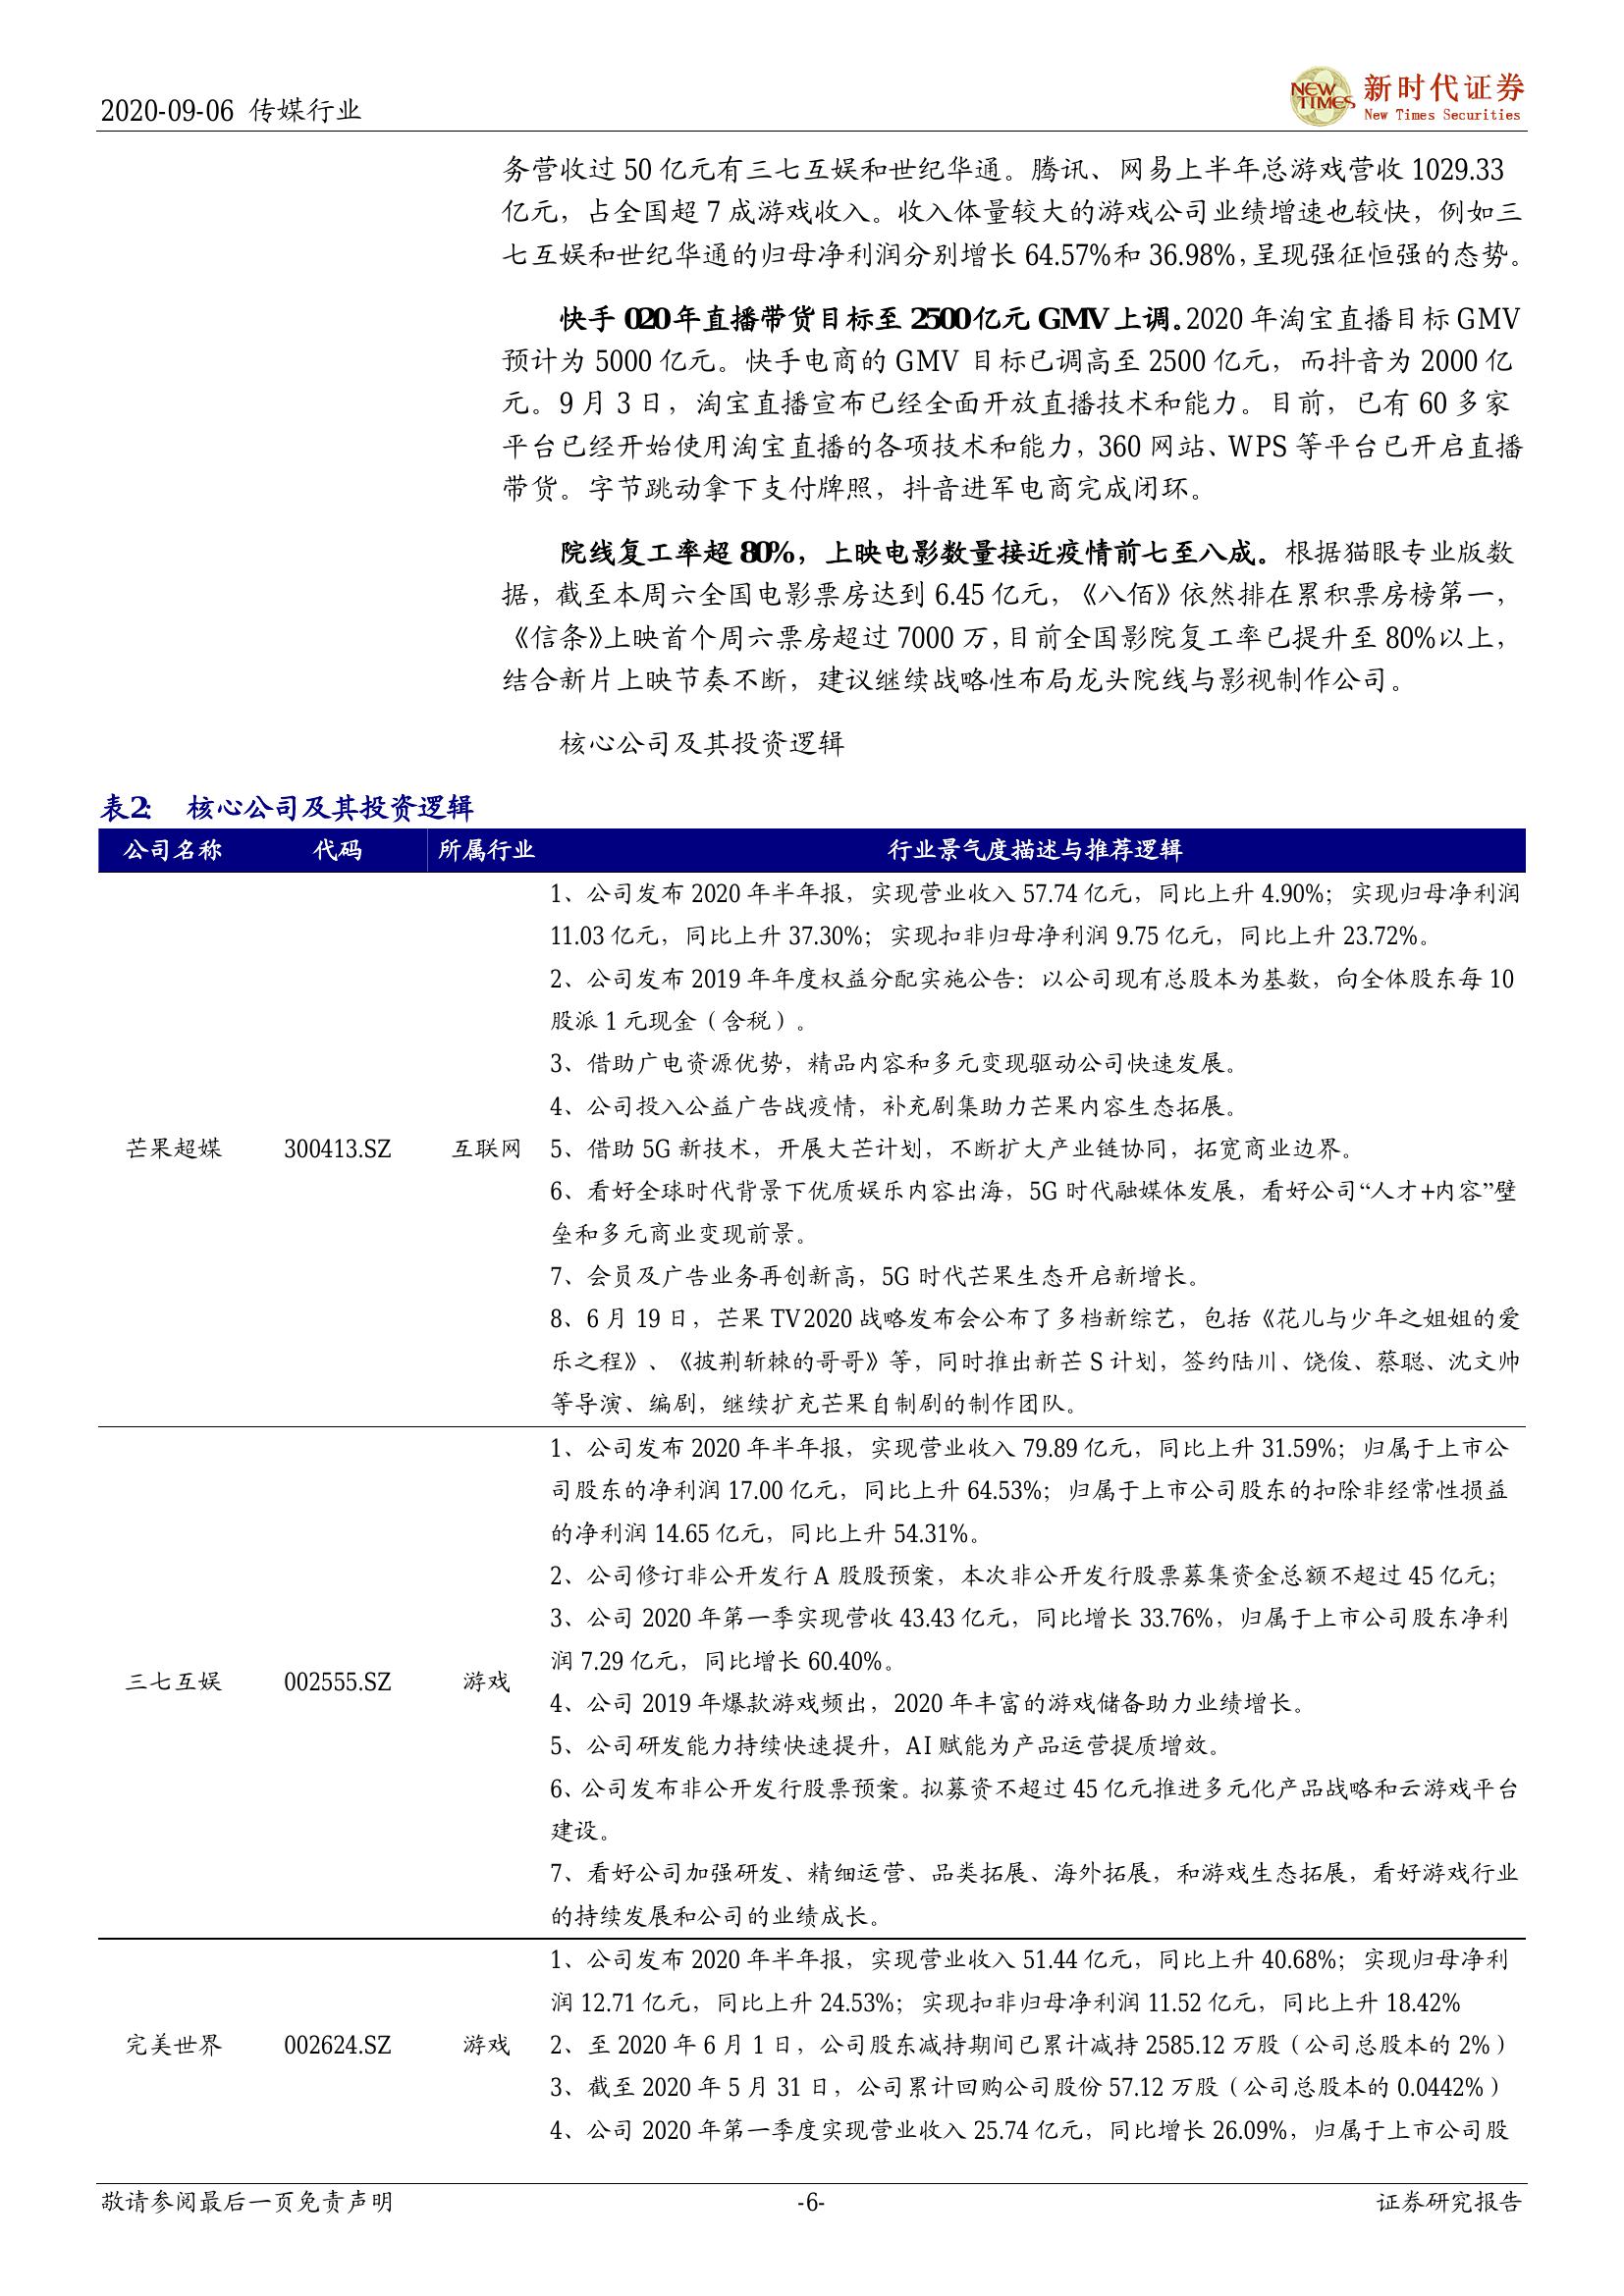 2020-09-06 传媒行业
NEW TIMES 新时代证券
New Times Securities
务营收过 50 亿元有三七互娱和世纪华通。腾讯、网易上半年总游戏营收 1029.33
亿元，占全国超 7 成游戏收入。收入体量较大的游戏公司业绩增速也较快，例如三
七互娱和世纪华通的归母净利润分别增长 64.57%和 36.98%，呈现强征恒强的态势。
快手 020 年直播带货目标至 2500 亿元 GMV 上调。2020 年淘宝直播目标 GMV
预计为 5000 亿元。快手电商的 GMV 目标已调高至 2500 亿元，而抖音为 2000 亿
元。9 月 3 日，淘宝直播宣布已经全面开放直播技术和能力。目前，已有 60 多家
平台已经开始使用淘宝直播的各项技术和能力，360 网站、WPS 等平台已开启直播
带货。字节跳动拿下支付牌照，抖音进军电商完成闭环。
院线复工率超 80%，上映电影数量接近疫情前七至八成。根据猫眼专业版数
据，截至本周六全国电影票房达到 6.45 亿元，《八佰》依然排在累积票房榜第一，
《信条》上映首个周六票房超过 7000 万，目前全国影院复工率已提升至 80%以上，
结合新片上映节奏不断，建议继续战略性布局龙头院线与影视制作公司。
核心公司及其投资逻辑
表2： 核心公司及其投资逻辑
公司名称 代码 所属行业 行业景气度描述与推荐逻辑
1、公司发布 2020 年半年报，实现营业收入 57.74 亿元，同比上升 4.90%；实现归母净利润
11.03 亿元，同比上升 37.30%；实现扣非归母净利润 9.75 亿元，同比上升 23.72%。
2、公司发布 2019 年年度权益分配实施公告：以公司现有总股本为基数，向全体股东每 10
股派 1 元现金（含税）。
3、借助广电资源优势，精品内容和多元变现驱动公司快速发展。
4、公司投入公益广告战疫情，补充剧集助力芒果内容生态拓展。
芒果超媒 300413.SZ 互联网 5、借助 5G 新技术，开展大芒计划，不断扩大产业链协同，拓宽商业边界。
6、看好全球时代背景下优质娱乐内容出海，5G 时代融媒体发展，看好公司“人才+内容”壁
垒和多元商业变现前景。
7、会员及广告业务再创新高，5G 时代芒果生态开启新增长。
8、6 月 19 日，芒果 TV2020 战略发布会公布了多档新综艺，包括《花儿与少年之姐姐的爱
乐之程》、《披荆斩棘的哥哥》等，同时推出新芒 S 计划，签约陆川、饶俊、蔡聪、沈文帅
等导演、编剧，继续扩充芒果自制剧的制作团队。
1、公司发布 2020 年半年报，实现营业收入 79.89 亿元，同比上升 31.59%；归属于上市公
司股东的净利润 17.00 亿元，同比上升 64.53%；归属于上市公司股东的扣除非经常性损益
的净利润 14.65 亿元，同比上升 54.31%。
2、公司修订非公开发行 A 股股预案，本次非公开发行股票募集资金总额不超过 45 亿元；
3、公司 2020 年第一季实现营收 43.43 亿元，同比增长 33.76%，归属于上市公司股东净利
润 7.29 亿元，同比增长 60.40%。
三七互娱 002555.SZ 游戏
4、公司 2019 年爆款游戏频出，2020 年丰富的游戏储备助力业绩增长。
5、公司研发能力持续快速提升，AI 赋能为产品运营提质增效。
6、公司发布非公开发行股票预案。拟募资不超过 45 亿元推进多元化产品战略和云游戏平台
建设。
7、看好公司加强研发、精细运营、品类拓展、海外拓展，和游戏生态拓展，看好游戏行业
的持续发展和公司的业绩成长。
1、公司发布 2020 年半年报，实现营业收入 51.44 亿元，同比上升 40.68%；实现归母净利
润 12.71 亿元，同比上升 24.53%；实现扣非归母净利润 11.52 亿元，同比上升 18.42%
完美世界 002624.SZ 游戏 2、至 2020 年 6 月 1 日，公司股东减持期间已累计减持 2585.12 万股（公司总股本的 2%）
3、截至 2020 年 5 月 31 日，公司累计回购公司股份 57.12 万股（公司总股本的 0.0442%）
4、公司 2020 年第一季度实现营业收入 25.74 亿元，同比增长 26.09%，归属于上市公司股
敬请参阅最后一页免责声明 -6- 证券研究报告